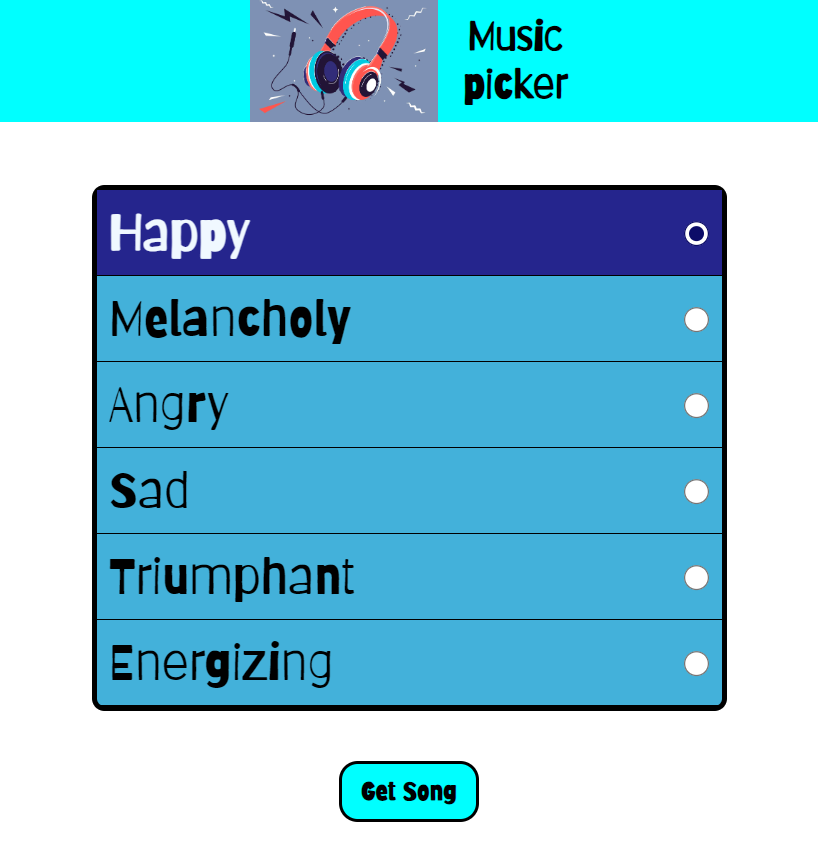 Music
picker
Happy
Melancholy
Angry
Sad
Triumphant
Energizing
Get Song